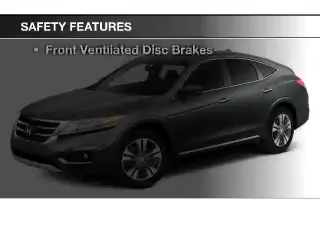 SAFETY FEATURES
• Front Ventilated Disc Brakes